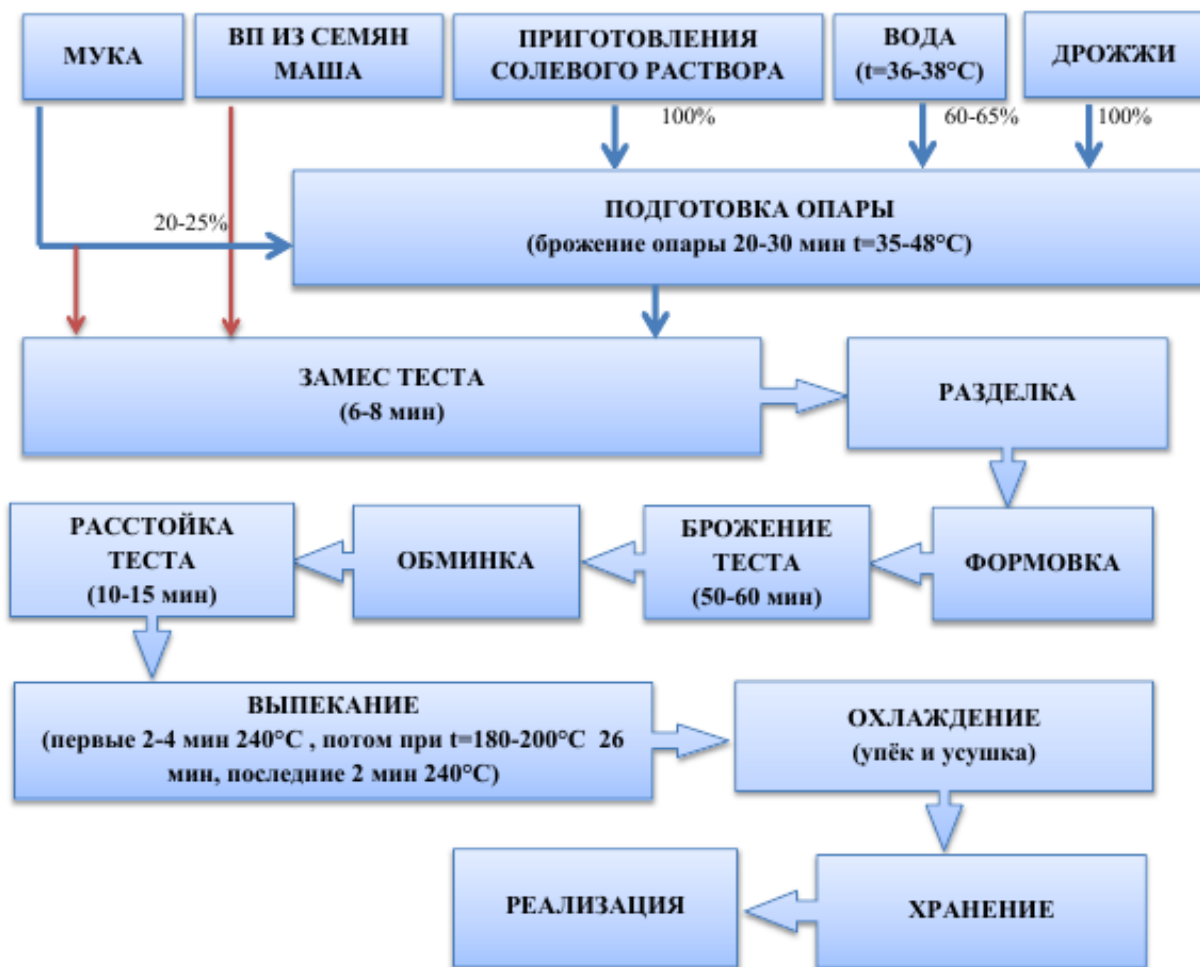 МУКА
ВП ИЗ СЕМЯН
МАША
ПРИГОТОВЛЕНИЯ
СОЛЕВОГО РАСТВОРА
ВОДА
(t=36-38°C)
ДРОЖЖИ
100%
60-65%
100%
20-25%
ПОДГОТОВКА ОПАРЫ
(брожение опары 20-30 мин t=35-48°C)
ЗАМЕС ТЕСТА
(6-8 мин)
РАЗДЕЛКА
РАССТОЙКА
ТЕСТА
(10-15 мин)
ОБМИНКА
БРОЖЕНИЕ
ТЕСТА
(50-60 мин)
ФОРМОВКА
ВЫПЕКАНИЕ
(первые 2-4 мин 240°C , потом при t=180-200°C 26
мин, последние 2 мин 240°C)
ОХЛАЖДЕНИЕ
(упёк и усушка)
РЕАЛИЗАЦИЯ
ХРАНЕНИЕ